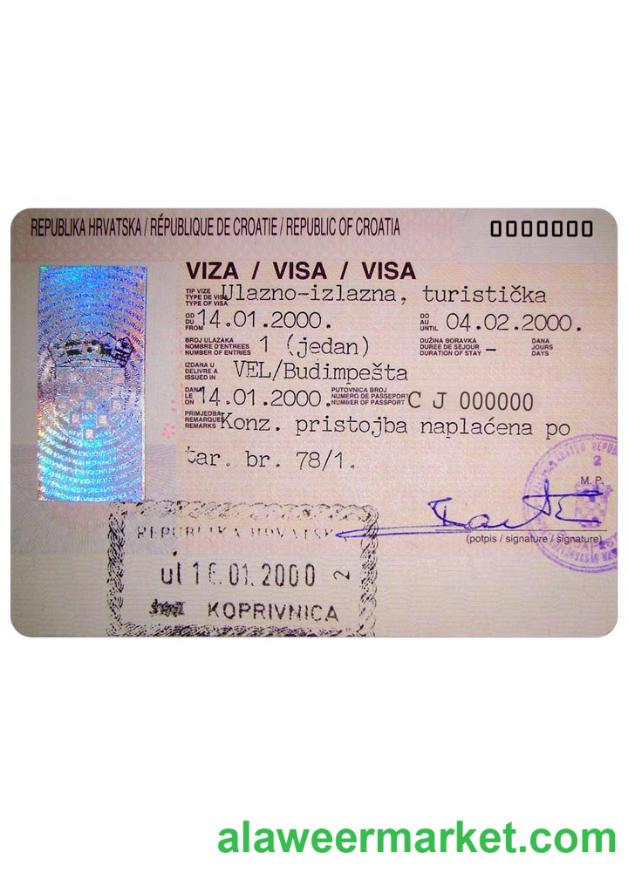 REPUBLIKA HRVATSKA / RÉPUBLIQUE DE CROATIE / REPUBLIC OF CROATIA 0000000
VIZA / VISA / VISA
TIP VIZE
TYPE DE VISA
TYPE OF VISA
Ulazno-izlazna, turistička
OD
DU
FROM
14.01.2000.
DO
AU
UNTIL
04.02.2000.
BROJ ULAZAKA
NOMBRE D'ENTREES
NUMBER OF ENTRIES
1 (jedan)
DUŽINA BORAVKA
DUREE DE SEJOUR
DURATION OF STAY
–
DANA
JOURS
DAYS
IZDANA U
DELIVRE A
ISSUED IN
VEL/Budimpešta
DANA
LE
ON
14.01.2000.
PUTOVNICA BROJ
NUMERO DE PASSEPORT
NUMBER OF PASSPORT
C J 000000
PRIMJEDBA
REMARQUES
REMARKS
Konz. pristojba naplaćena po
tar. br. 78/1.
M. P.
(potpis / signature / signature)
REPUBLIKA HRVATSKA
ul 16.01.2000 2
KOPRIVNICA
2
alaweermarket.com